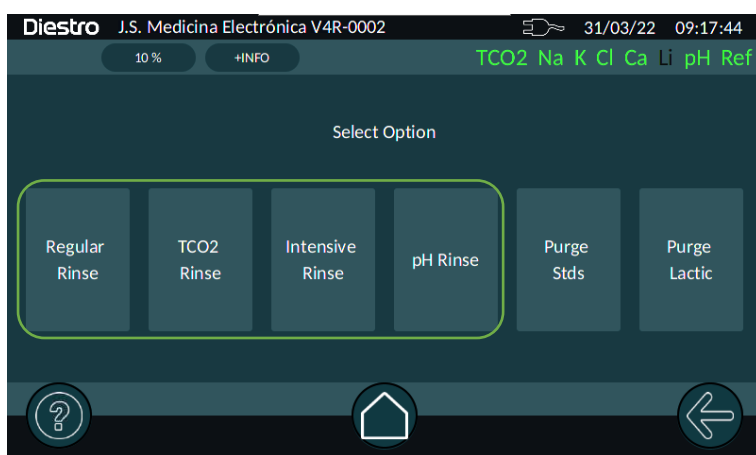 Diestro J.S. Medicina Electrónica V4R-0002 31/03/22 09:17:44
10 % +INFO TCO2 Na K Cl Ca Li pH Ref
Select Option
Regular
Rinse
TCO2
Rinse
Intensive
Rinse
pH Rinse
Purge
Stds
Purge
Lactic
?